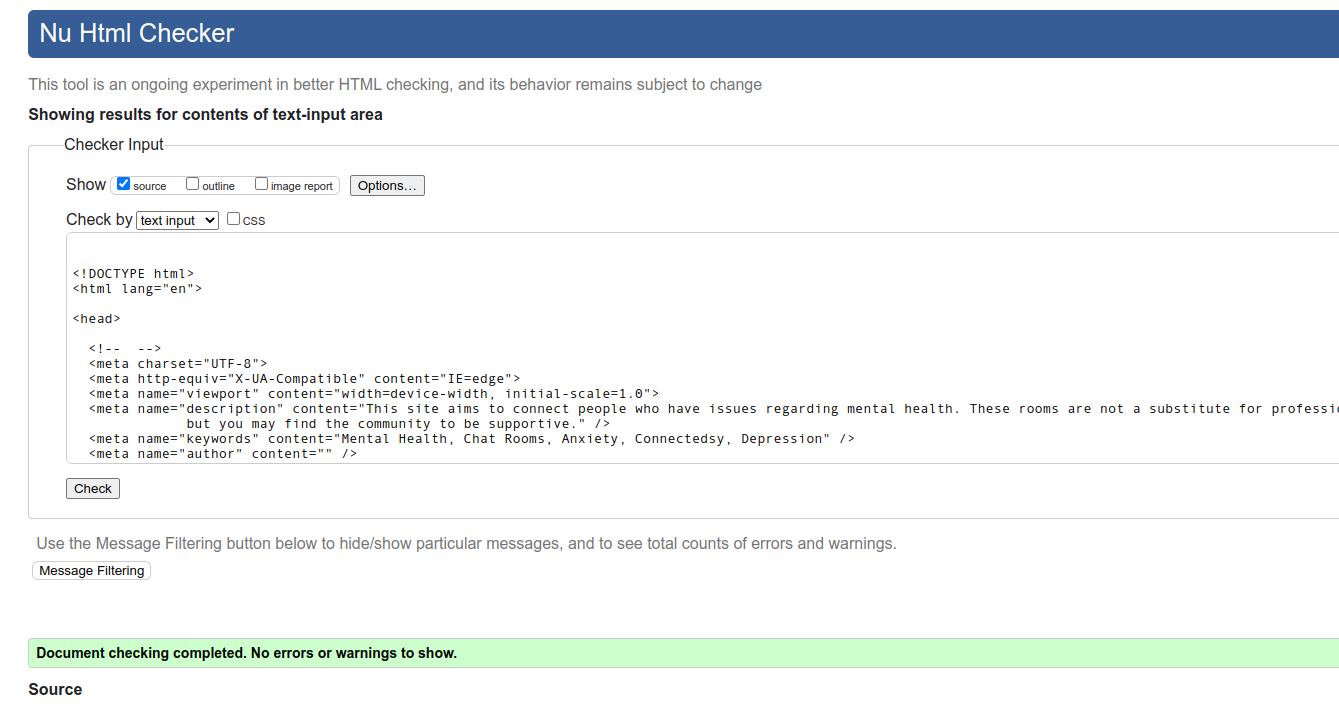 Nu Html Checker
This tool is an ongoing experiment in better HTML checking, and its behavior remains subject to change
Showing results for contents of text-input area
Checker Input
Show source outline image report Options...
Check by text input CSS
<!DOCTYPE html>
<html lang="en">
<head>
<!--  -->
<meta charset="UTF-8">
<meta http-equiv="X-UA-Compatible" content="IE=edge">
<meta name="viewport" content="width=device-width, initial-scale=1.0">
<meta name="description" content="This site aims to connect people who have issues regarding mental health. These rooms are not a substitute for
but you may find the community to be supportive." />
<meta name="keywords" content="Mental Health, Chat Rooms, Anxiety, Connectedsy, Depression" />
<meta name="author" content="" />
Check
Use the Message Filtering button below to hide/show particular messages, and to see total counts of errors and warnings.
Message Filtering
Document checking completed. No errors or warnings to show.
Source